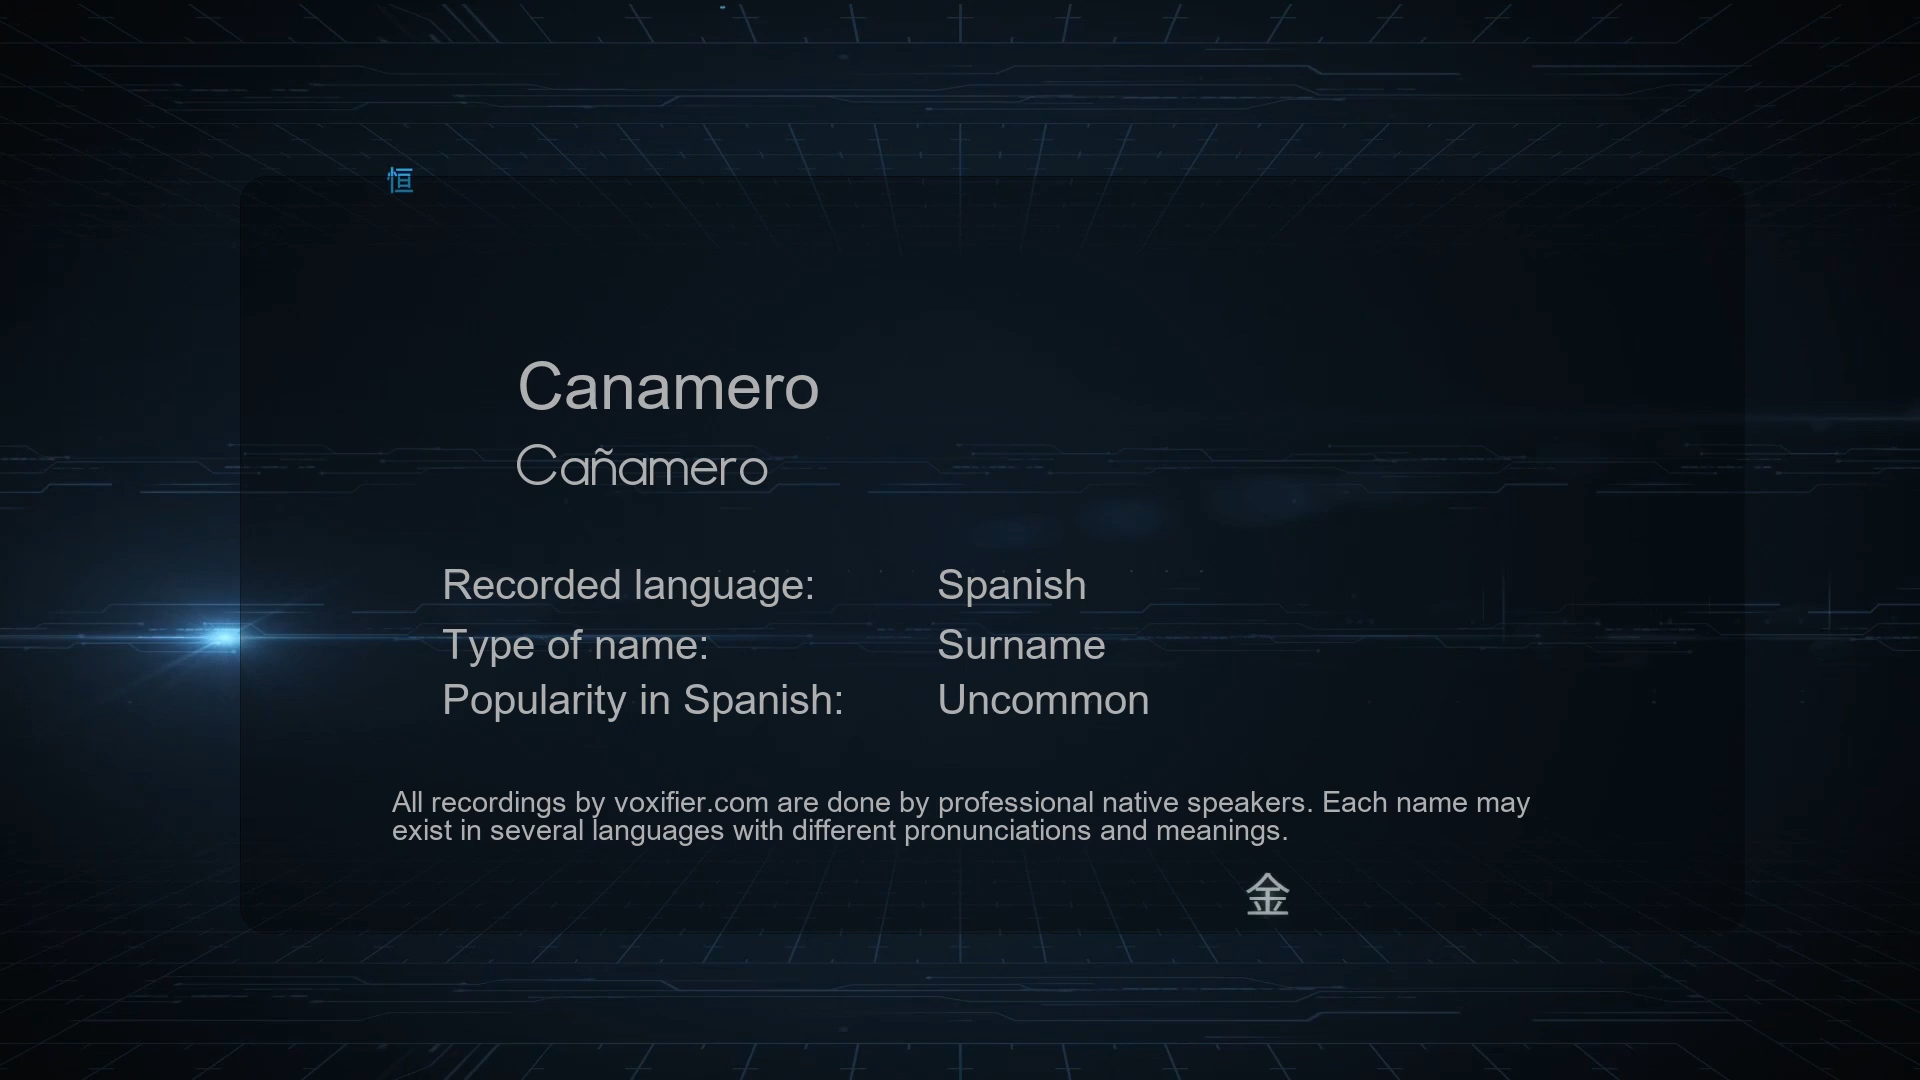 恒
Canamero
Cañamero
Recorded language: Spanish
Type of name: Surname
Popularity in Spanish: Uncommon
All recordings by voxifier.com are done by professional native speakers. Each name may
exist in several languages with different pronunciations and meanings.
金